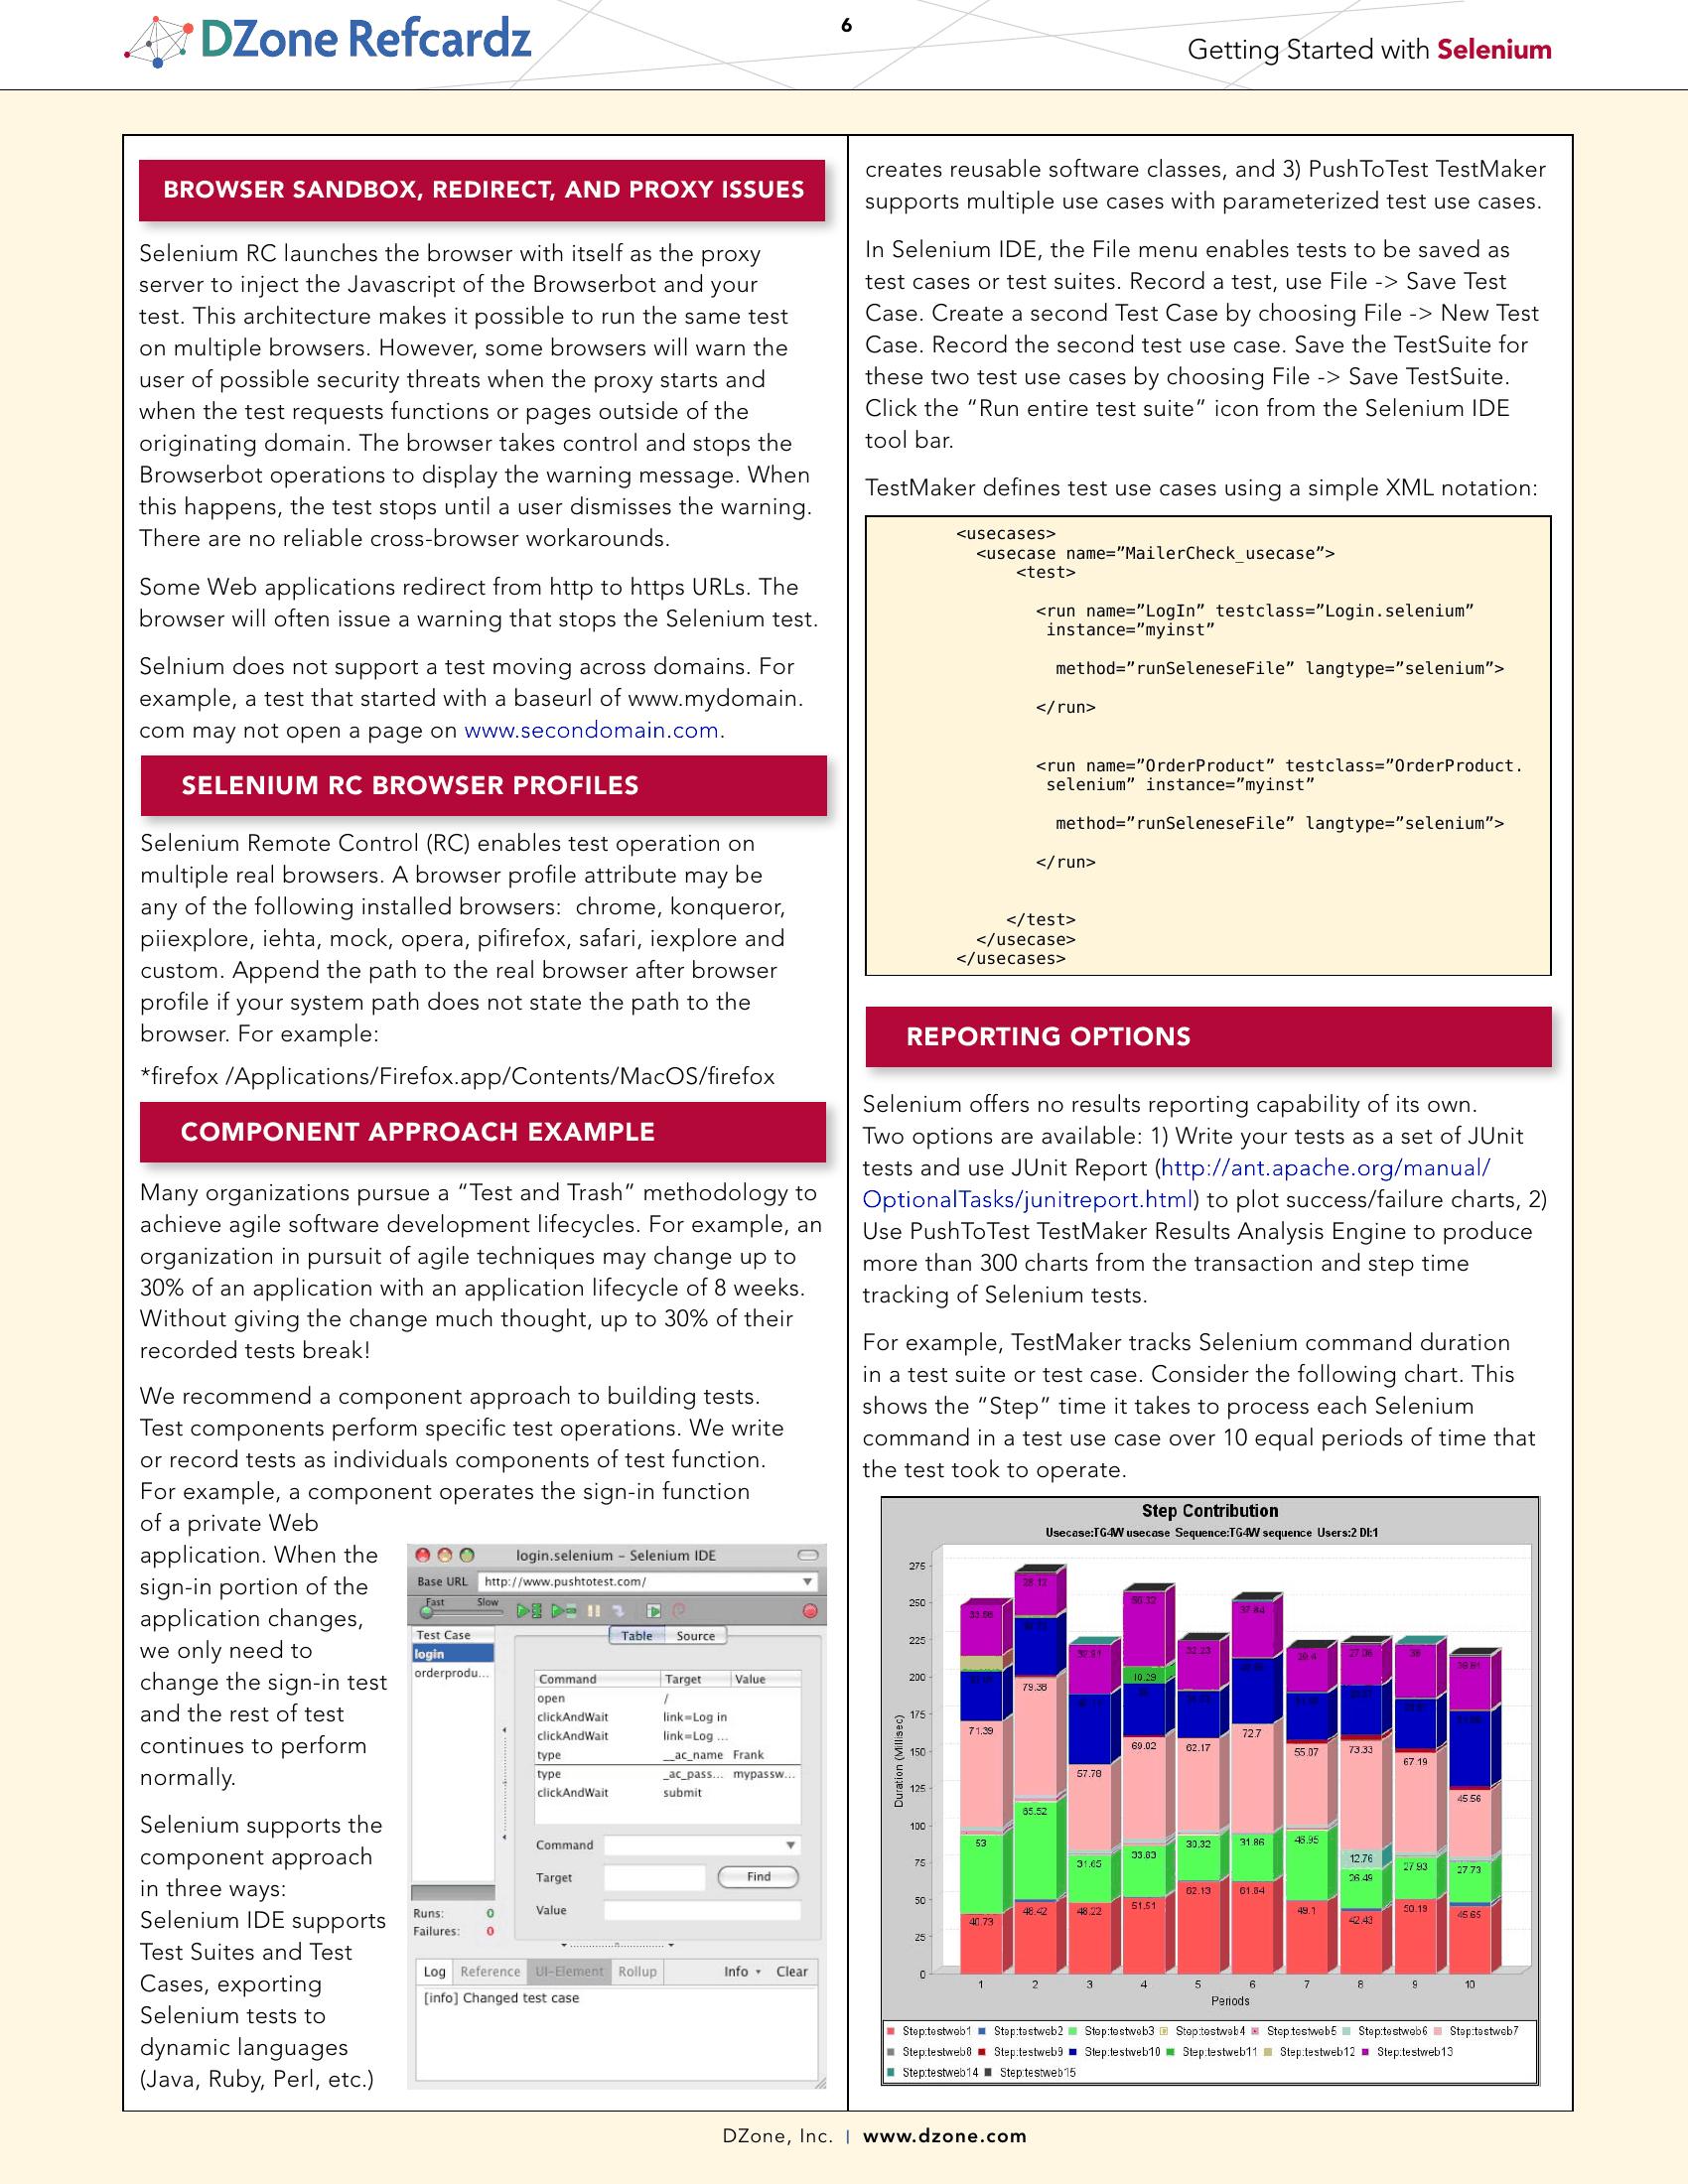 DZone Refcardz
6
Getting Started with Selenium
BROWSER SANDBOX, REDIRECT, AND PROXY ISSUES
Selenium RC launches the browser with itself as the proxy
server to inject the Javascript of the Browserbot and your
test. This architecture makes it possible to run the same test
on multiple browsers. However, some browsers will warn the
user of possible security threats when the proxy starts and
when the test requests functions or pages outside of the
originating domain. The browser takes control and stops the
Browserbot operations to display the warning message. When
this happens, the test stops until a user dismisses the warning.
There are no reliable cross-browser workarounds.
Some Web applications redirect from http to https URLs. The
browser will often issue a warning that stops the Selenium test.
Selnium does not support a test moving across domains. For
example, a test that started with a baseurl of www.mydomain.
com may not open a page on www.secondomain.com.
SELENIUM RC BROWSER PROFILES
Selenium Remote Control (RC) enables test operation on
multiple real browsers. A browser profile attribute may be
any of the following installed browsers:  chrome, konqueror,
piiexplore, iehta, mock, opera, pifirefox, safari, iexplore and
custom. Append the path to the real browser after browser
profile if your system path does not state the path to the
browser. For example:
*firefox /Applications/Firefox.app/Contents/MacOS/firefox
COMPONENT APPROACH EXAMPLE
Many organizations pursue a “Test and Trash” methodology to
achieve agile software development lifecycles. For example, an
organization in pursuit of agile techniques may change up to
30% of an application with an application lifecycle of 8 weeks.
Without giving the change much thought, up to 30% of their
recorded tests break!
We recommend a component approach to building tests.
Test components perform specific test operations. We write
or record tests as individuals components of test function.
For example, a component operates the sign-in function
of a private Web
application. When the
sign-in portion of the
application changes,
we only need to
change the sign-in test
and the rest of test
continues to perform
normally.
Selenium supports the
component approach
in three ways:
Selenium IDE supports
Test Suites and Test
Cases, exporting
Selenium tests to
dynamic languages
(Java, Ruby, Perl, etc.)
login.selenium – Selenium IDE
Base URL http://www.pushtotest.com/
Fast Slow
Test Case
login
orderprodu...
Table Source
Command Target Value
open /
clickAndWait link=Log in
clickAndWait link=Log ...
type __ac_name Frank
type _ac_pass... mypassw...
clickAndWait submit
Command
Target Find
Value
Runs: 0
Failures: 0
Log Reference UI-Element Rollup Info Clear
[info] Changed test case
creates reusable software classes, and 3) PushToTest TestMaker
supports multiple use cases with parameterized test use cases.
In Selenium IDE, the File menu enables tests to be saved as
test cases or test suites. Record a test, use File -> Save Test
Case. Create a second Test Case by choosing File -> New Test
Case. Record the second test use case. Save the TestSuite for
these two test use cases by choosing File -> Save TestSuite.
Click the “Run entire test suite” icon from the Selenium IDE
tool bar.
TestMaker defines test use cases using a simple XML notation:
<usecases>
<usecase name=”MailerCheck_usecase”>
<test>
<run name=”LogIn” testclass=”Login.selenium”
instance=”myinst”
method=”runSeleneseFile” langtype=”selenium”>
</run>
<run name=”OrderProduct” testclass=”OrderProduct.
selenium” instance=”myinst”
method=”runSeleneseFile” langtype=”selenium”>
</run>
</test>
</usecase>
</usecases>
REPORTING OPTIONS
Selenium offers no results reporting capability of its own.
Two options are available: 1) Write your tests as a set of JUnit
tests and use JUnit Report (http://ant.apache.org/manual/
OptionalTasks/junitreport.html) to plot success/failure charts, 2)
Use PushToTest TestMaker Results Analysis Engine to produce
more than 300 charts from the transaction and step time
tracking of Selenium tests.
For example, TestMaker tracks Selenium command duration
in a test suite or test case. Consider the following chart. This
shows the “Step” time it takes to process each Selenium
command in a test use case over 10 equal periods of time that
the test took to operate.
Step Contribution
Usecase:TG4W usecase Sequence:TG4W sequence Users:2 DI:1
Duration (Millisec)
275
250
225
200
175
150
125
100
75
50
25
0
33.66 28.12 50.32 32.23 37.84 29.4 27.06 35 36.81
10.29
71.39 79.38 57.78 69.02 62.17 72.7 55.07 73.33 67.19 45.56
12.76
53 65.52 31.65 33.83 30.32 31.86 46.95 26.49 27.93 27.73
40.73 48.42 48.22 51.51 62.13 61.84 49.1 42.43 50.19 45.65
1 2 3 4 5 6 7 8 9 10
Periods
Step:testweb1 Step:testweb2 Step:testweb3 Step:testweb4 Step:testweb5 Step:testweb6 Step:testweb7
Step:testweb8 Step:testweb9 Step:testweb10 Step:testweb11 Step:testweb12 Step:testweb13
Step:testweb14 Step:testweb15
DZone, Inc. | www.dzone.com